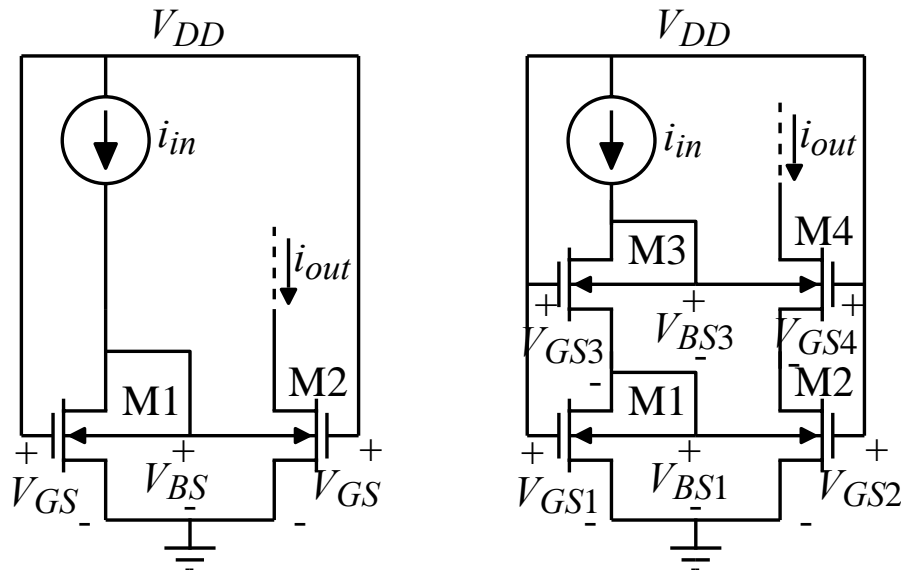 VDD
iin
iout
M1
M2
+
VGS
-
+
VBS
-
+
VGS
-
VDD
iin
iout
M3
M4
+
VGS3
-
+
VBS3
-
+
VGS4
-
M1
M2
+
VGS1
-
+
VBS1
-
+
VGS2
-